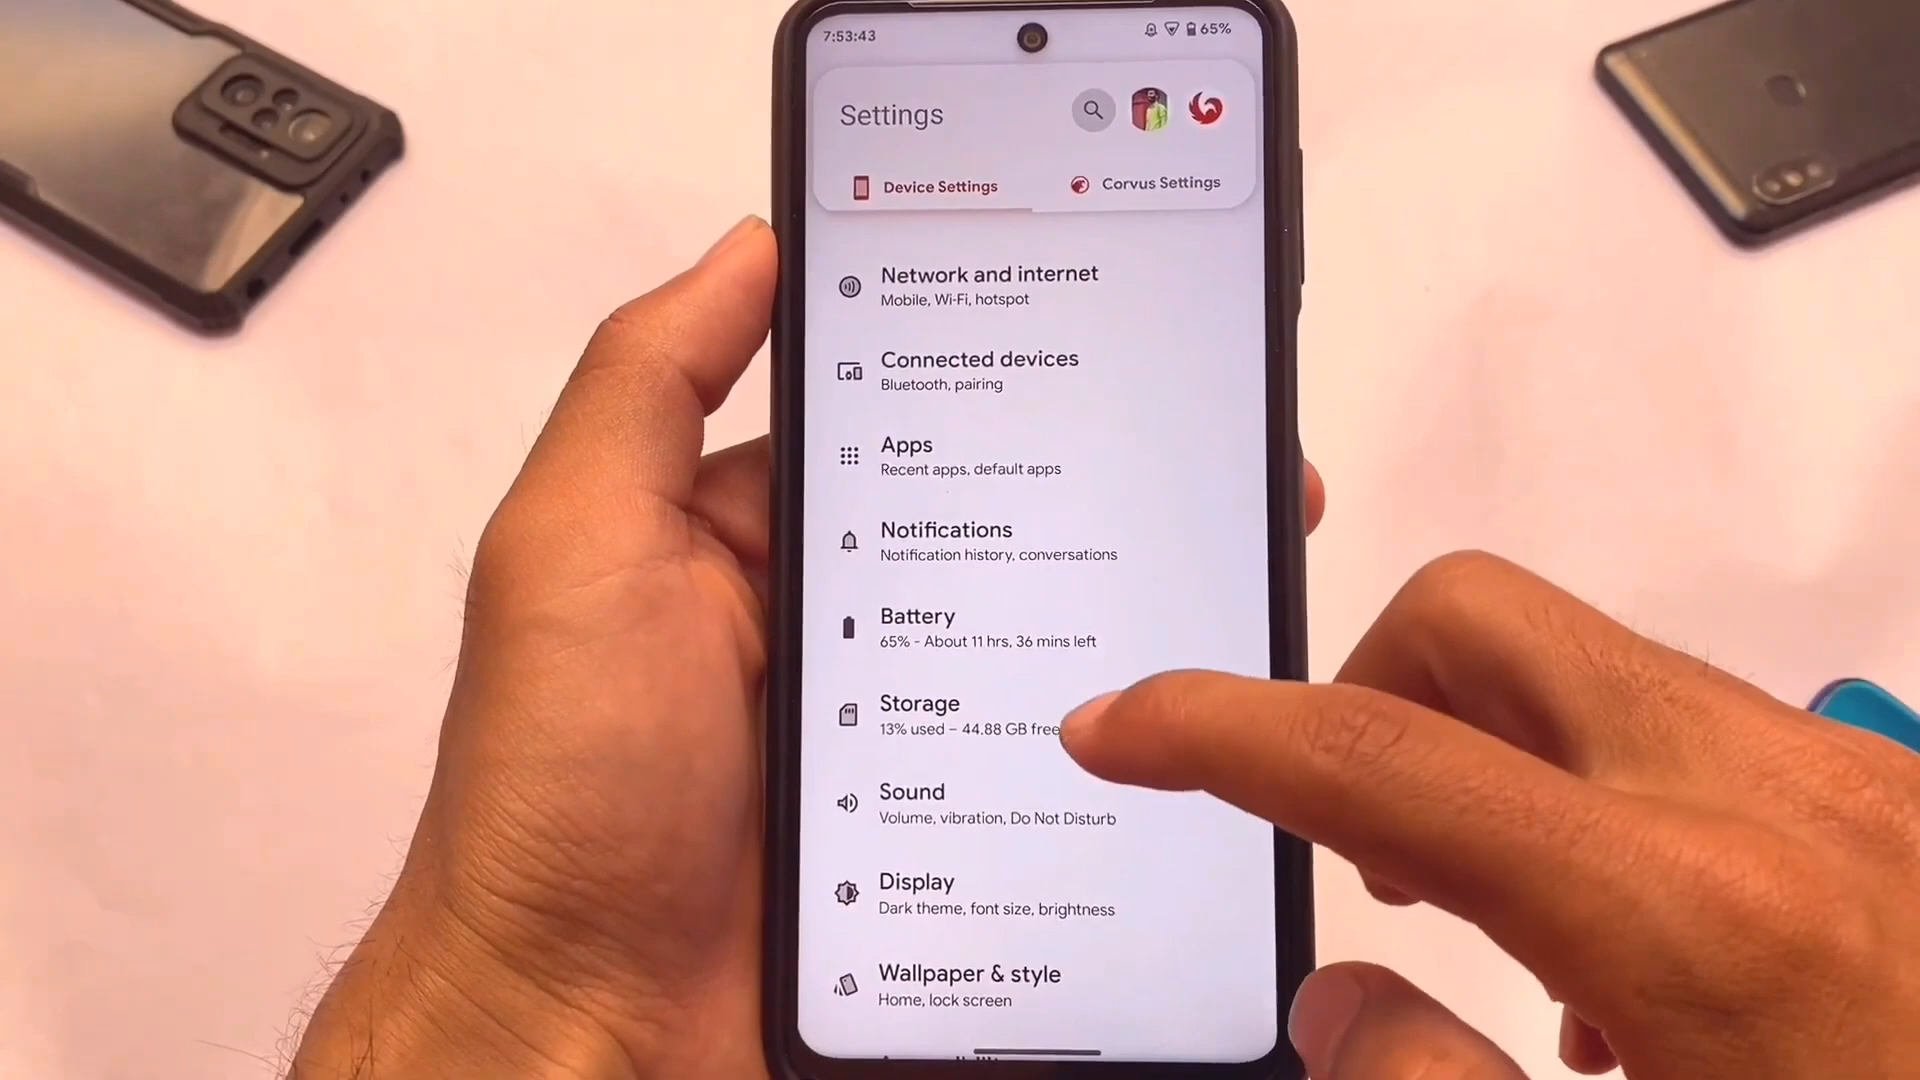 7:53:43
65%
Settings
Device Settings
Corvus Settings
Network and internet
Mobile, Wi-Fi, hotspot
Connected devices
Bluetooth, pairing
Apps
Recent apps, default apps
Notifications
Notification history, conversations
Battery
65% - About 11 hrs, 36 mins left
Storage
13% used – 44.88 GB free
Sound
Volume, vibration, Do Not Disturb
Display
Dark theme, font size, brightness
Wallpaper & style
Home, lock screen